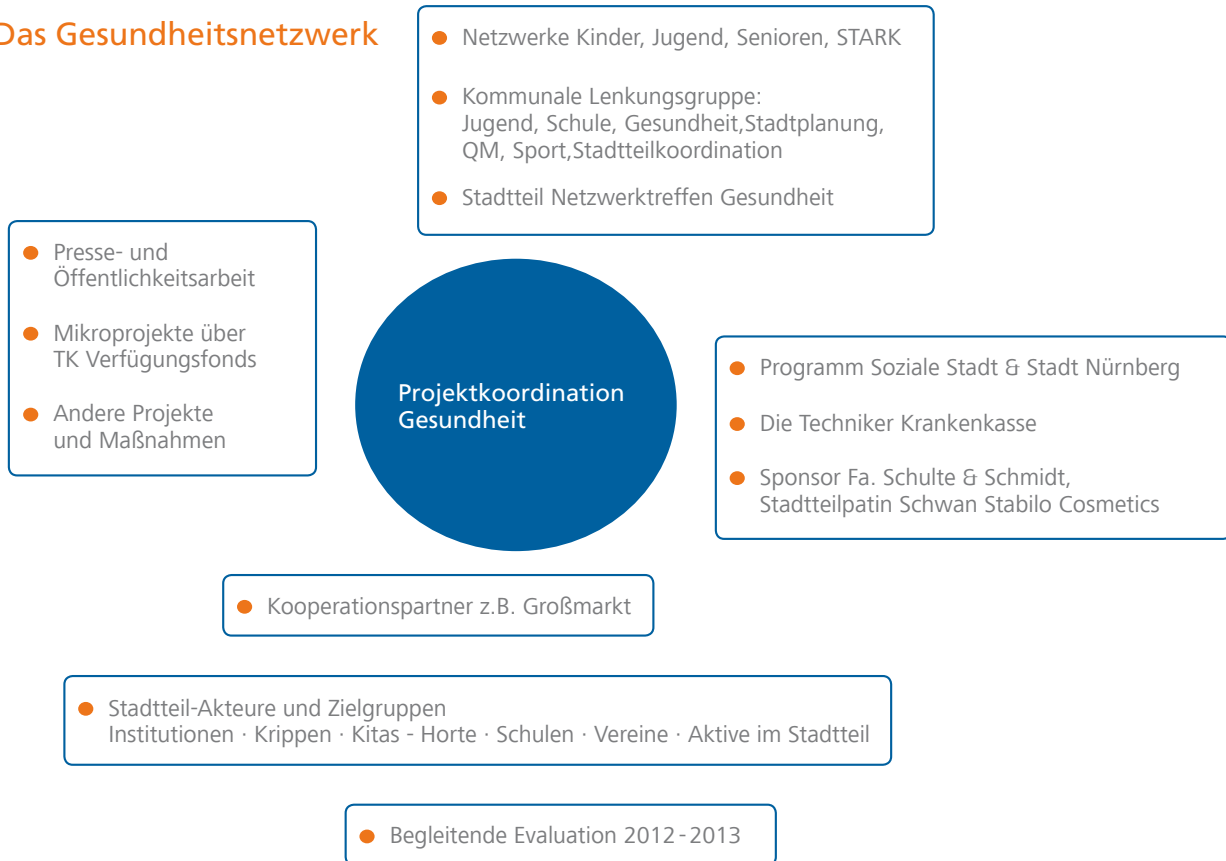 Das Gesundheitsnetzwerk
Netzwerke Kinder, Jugend, Senioren, STARK
Kommunale Lenkungsgruppe:
Jugend, Schule, Gesundheit,Stadtplanung,
QM, Sport,Stadtteilkoordination
Stadtteil Netzwerktreffen Gesundheit
Presse- und
Öffentlichkeitsarbeit
Mikroprojekte über
TK Verfügungsfonds
Andere Projekte
und Maßnahmen
Projektkoordination
Gesundheit
Programm Soziale Stadt & Stadt Nürnberg
Die Techniker Krankenkasse
Sponsor Fa. Schulte & Schmidt,
Stadtteilpatin Schwan Stabilo Cosmetics
Kooperationspartner z.B. Großmarkt
Stadtteil-Akteure und Zielgruppen
Institutionen · Krippen · Kitas - Horte · Schulen · Vereine · Aktive im Stadtteil
Begleitende Evaluation 2012-2013